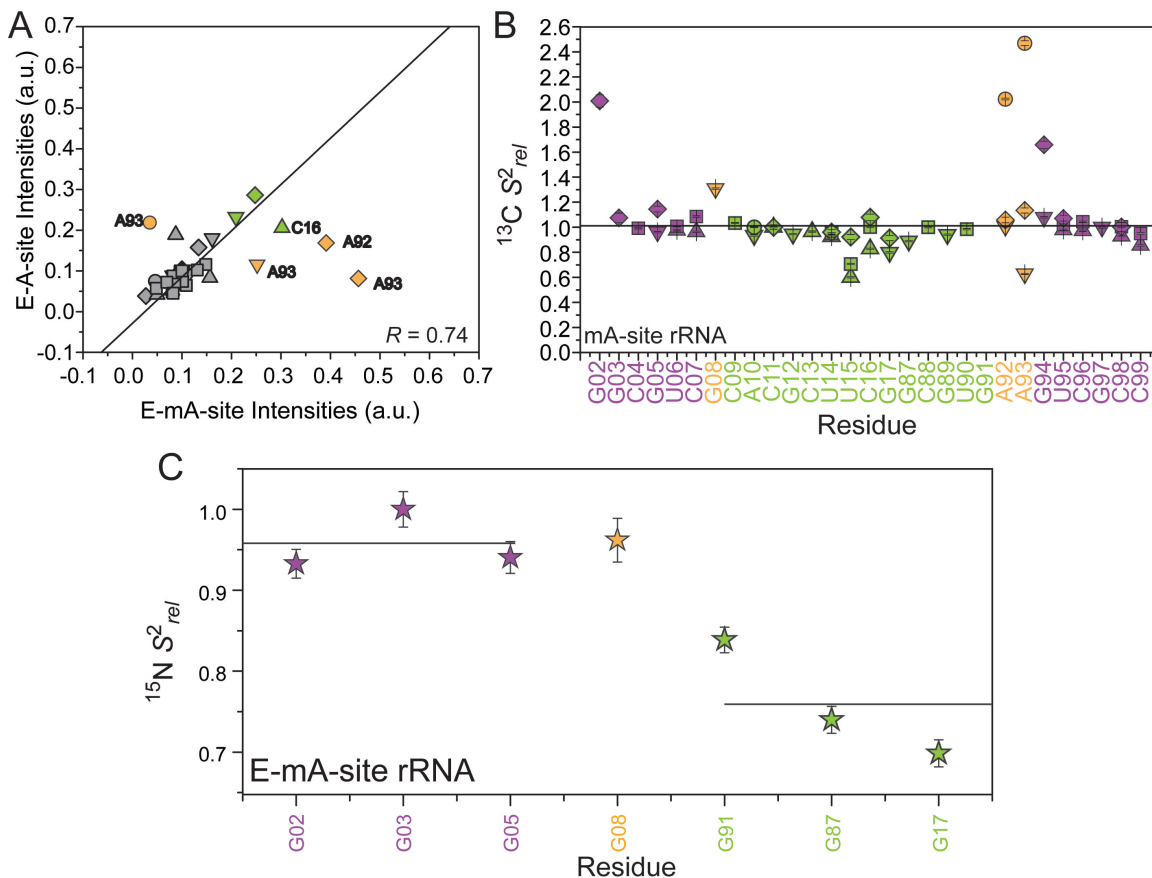 A
E-A-site Intensities (a.u.)
0.7
0.6
0.5
0.4
0.3
0.2
0.1
0.0
-0.1
A93
C16
A92
A93
A93
R = 0.74
-0.1 0.0 0.1 0.2 0.3 0.4 0.5 0.6 0.7
E-mA-site Intensities (a.u.)
B
13C S2rel
2.6
2.4
2.2
2.0
1.8
1.6
1.4
1.2
1.0
0.8
0.6
0.4
0.2
0.0
mA-site rRNA
G02 G03 C04 G05 U06 C07 G08 C09 A10 C11 G12 C13 U14 U15 C16 G17 G87 C88 G89 U90 G91 A92 A93 G94 U95 C96 G97 C98 C99
Residue
C
15N S2rel
1.0
0.9
0.8
0.7
E-mA-site rRNA
G02 G03 G05 G08 G91 G87 G17
Residue